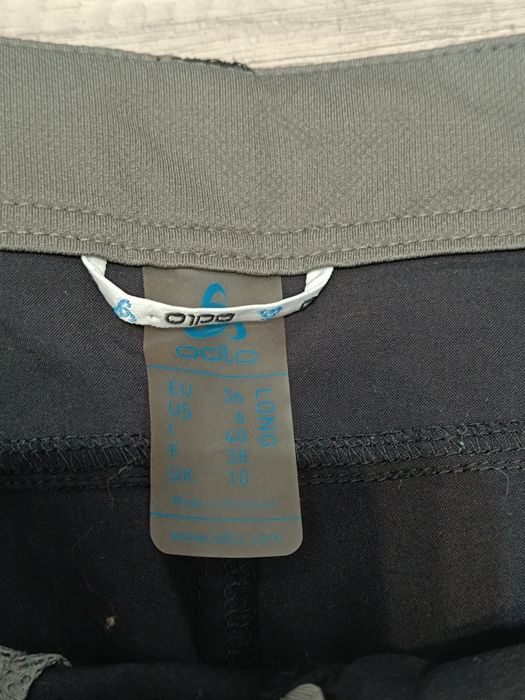 odlo
odlo
EU 36
US 6
I 40
F 38
UK 10
LONG
www.odlo.com